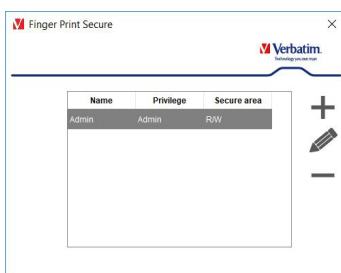 Finger Print Secure
Verbatim.
Technology you can trust
Name Privilege Secure area
Admin Admin R/W